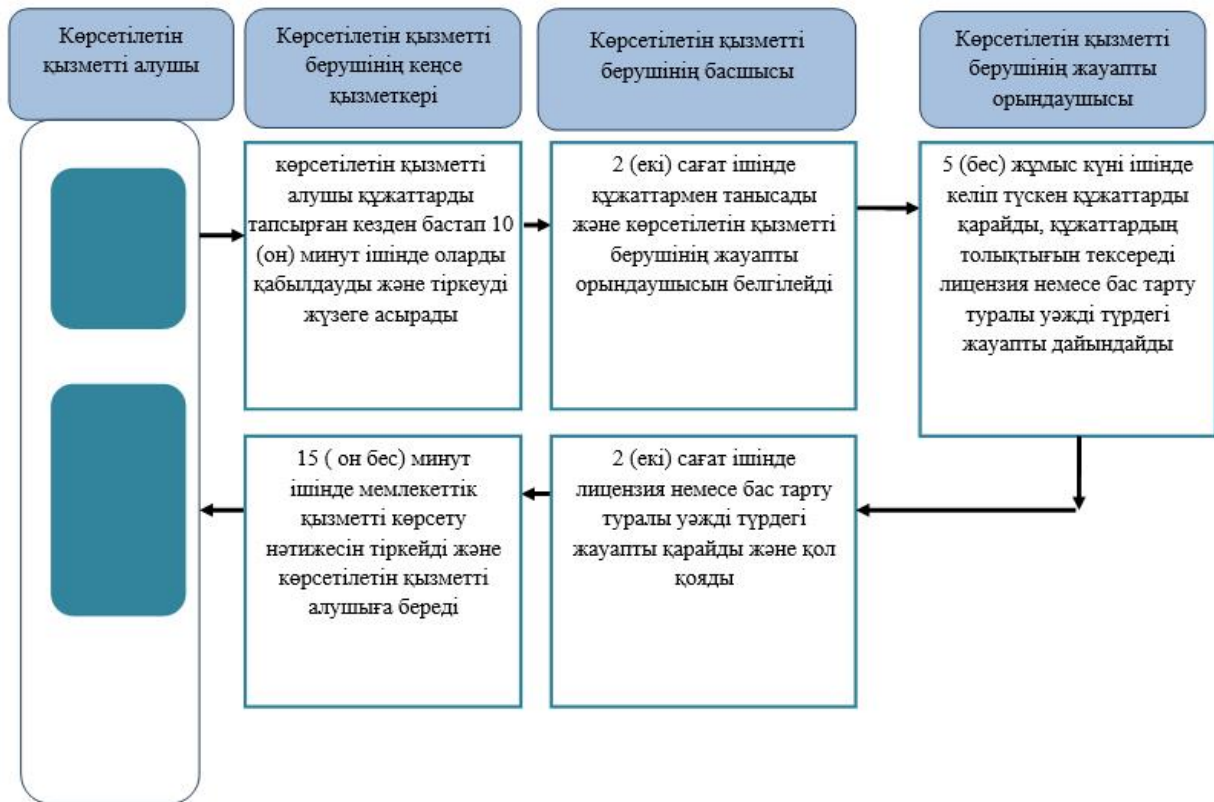 Көрсетілетін
қызметті алушы
Көрсетілетін қызметті
берушінің кеңсе
қызметкері
Көрсетілетін қызметті
берушінің басшысы
Көрсетілетін қызметті
берушінің жауапты
орындаушысы
көрсетілетін қызметті
алушы құжаттарды
тапсырған кезден бастап 10
(он) минут ішінде оларды
қабылдауды және тіркеуді
жүзеге асырады
2 (екі) сағат ішінде
құжаттармен танысады
және көрсетілетін қызметті
берушінің жауапты
орындаушысын белгілейді
5 (бес) жұмыс күні ішінде
келіп түскен құжаттарды
қарайды, құжаттардың
толықтығын тексереді
лицензия немесе бас тарту
туралы уәжді түрдегі
жауапты дайындайды
15 ( он бес) минут
ішінде мемлекеттік
қызметті көрсету
нәтижесін тіркейді және
көрсетілетін қызметті
алушыға береді
2 (екі) сағат ішінде
лицензия немесе бас тарту
туралы уәжді түрдегі
жауапты қарайды және қол
қояды